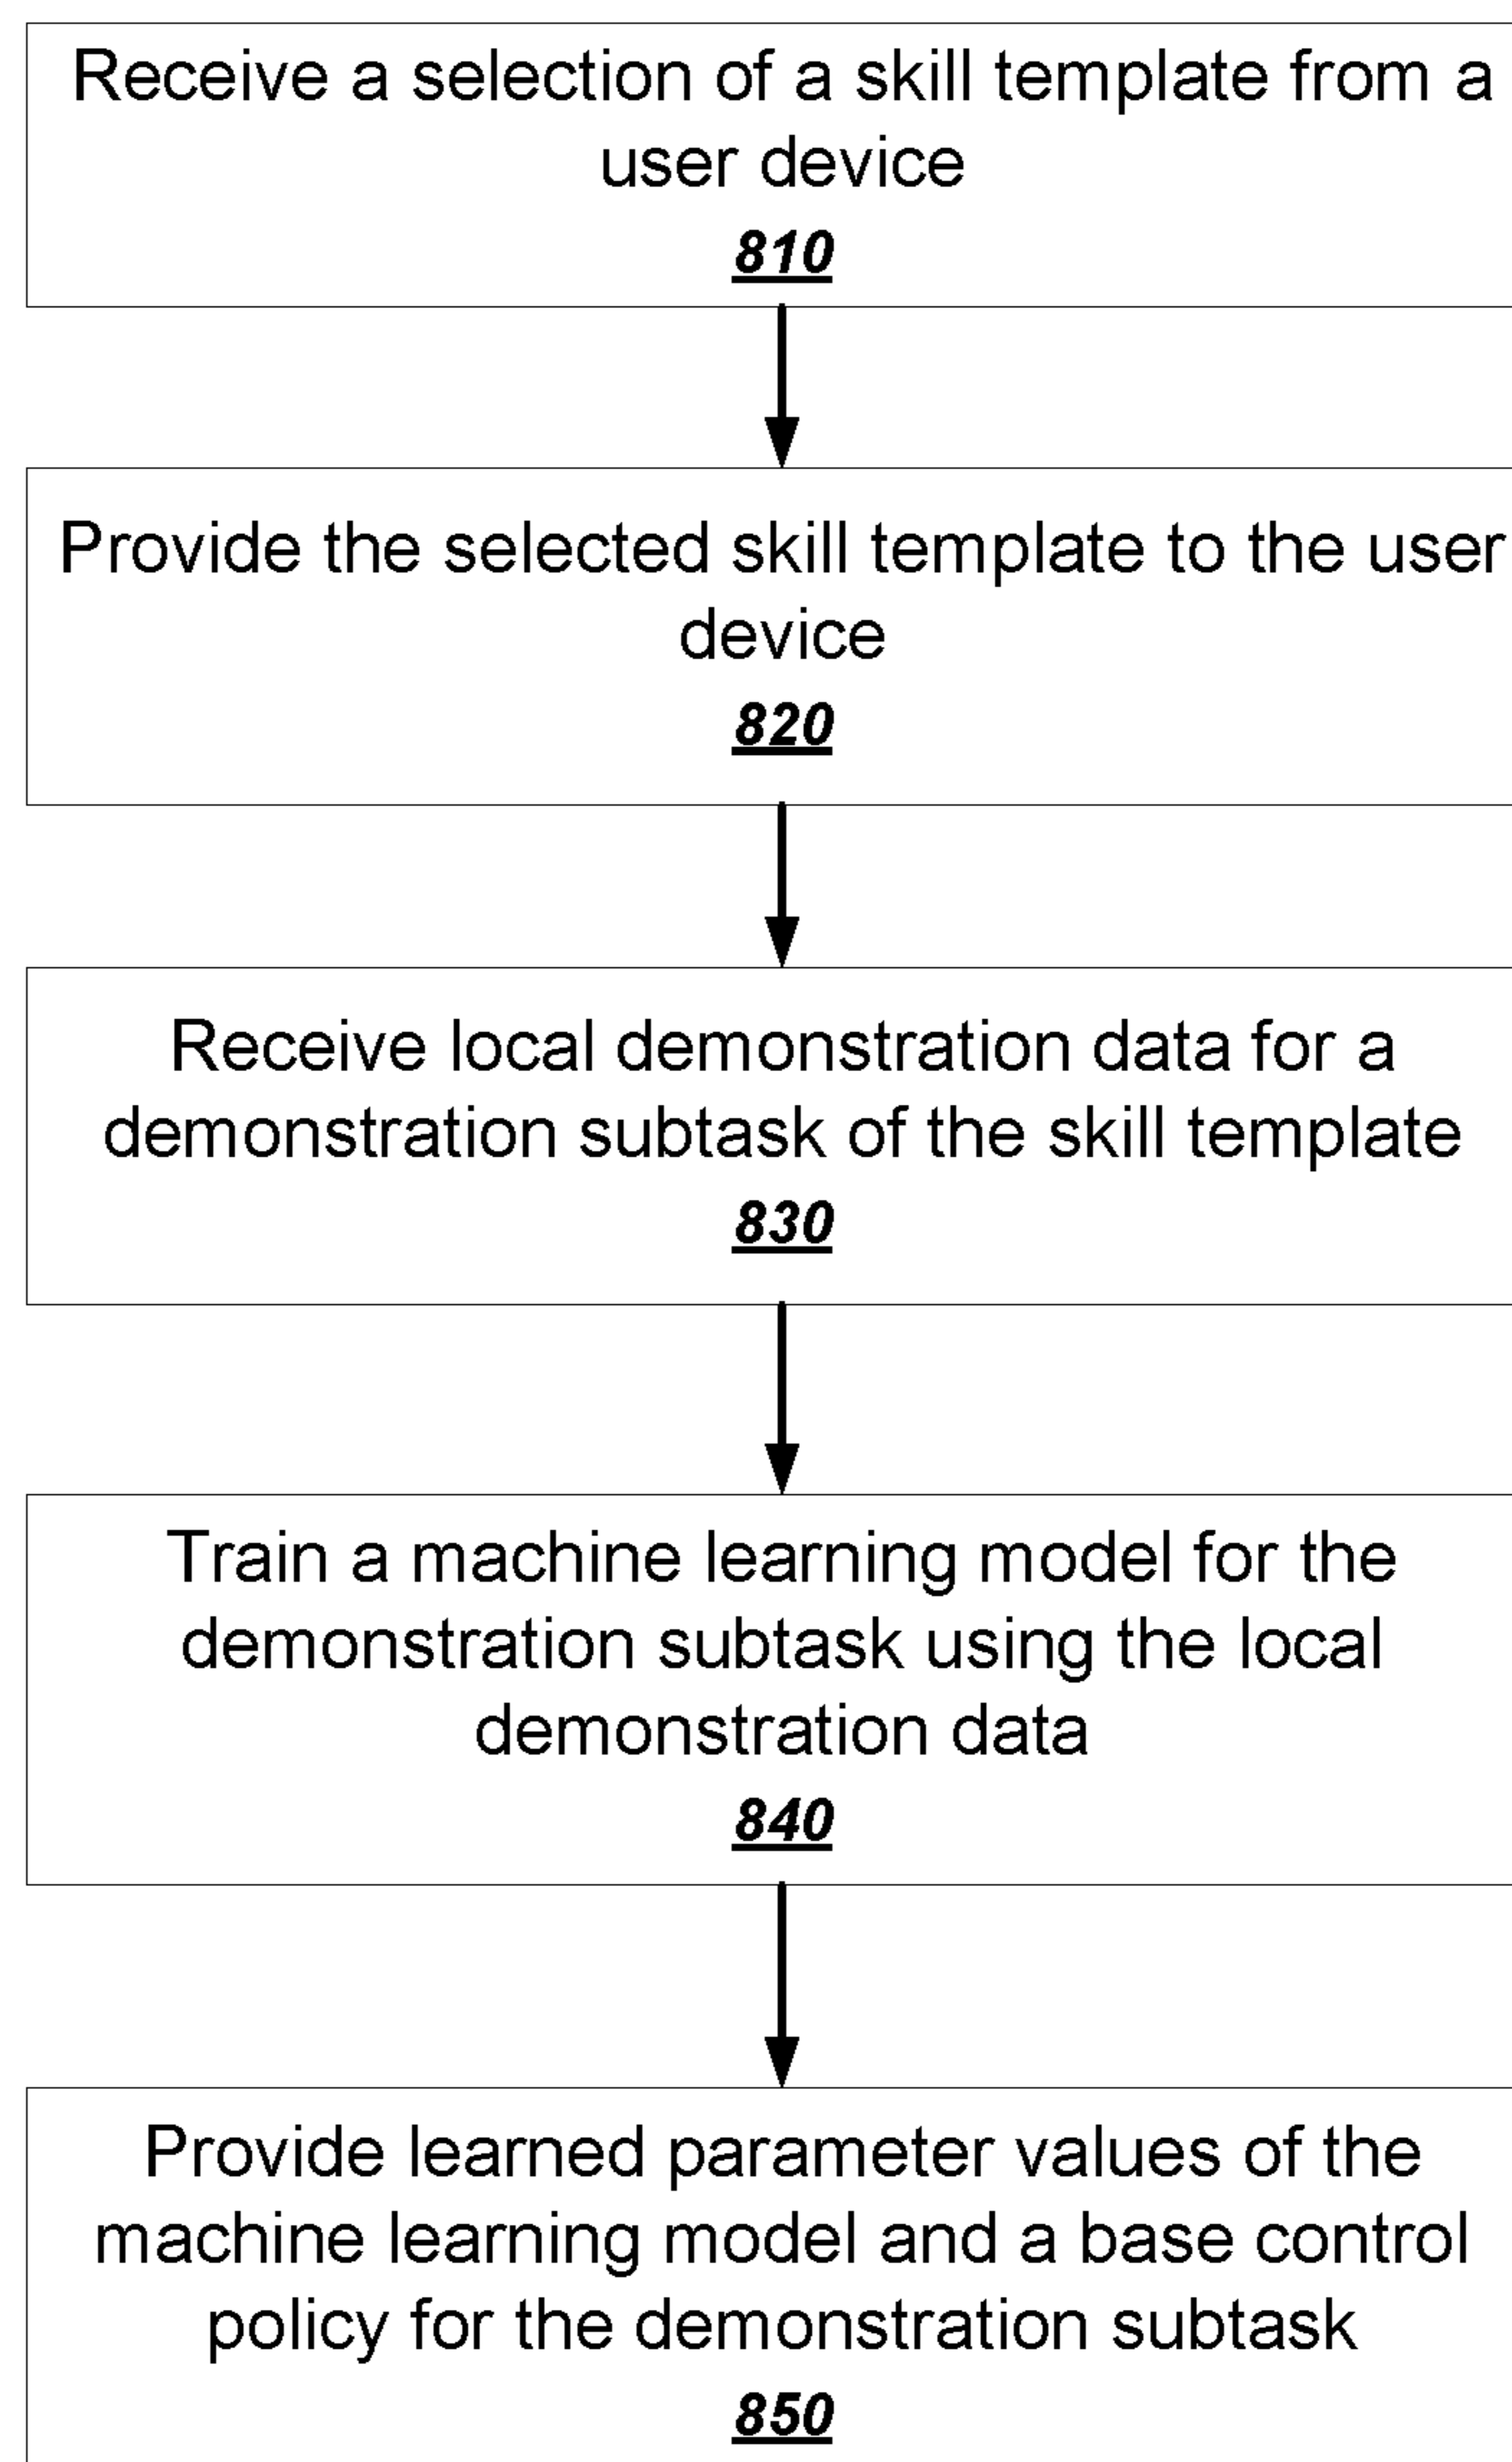 Receive a selection of a skill template from a
user device
810
Provide the selected skill template to the user
device
820
Receive local demonstration data for a
demonstration subtask of the skill template
830
Train a machine learning model for the
demonstration subtask using the local
demonstration data
840
Provide learned parameter values of the
machine learning model and a base control
policy for the demonstration subtask
850